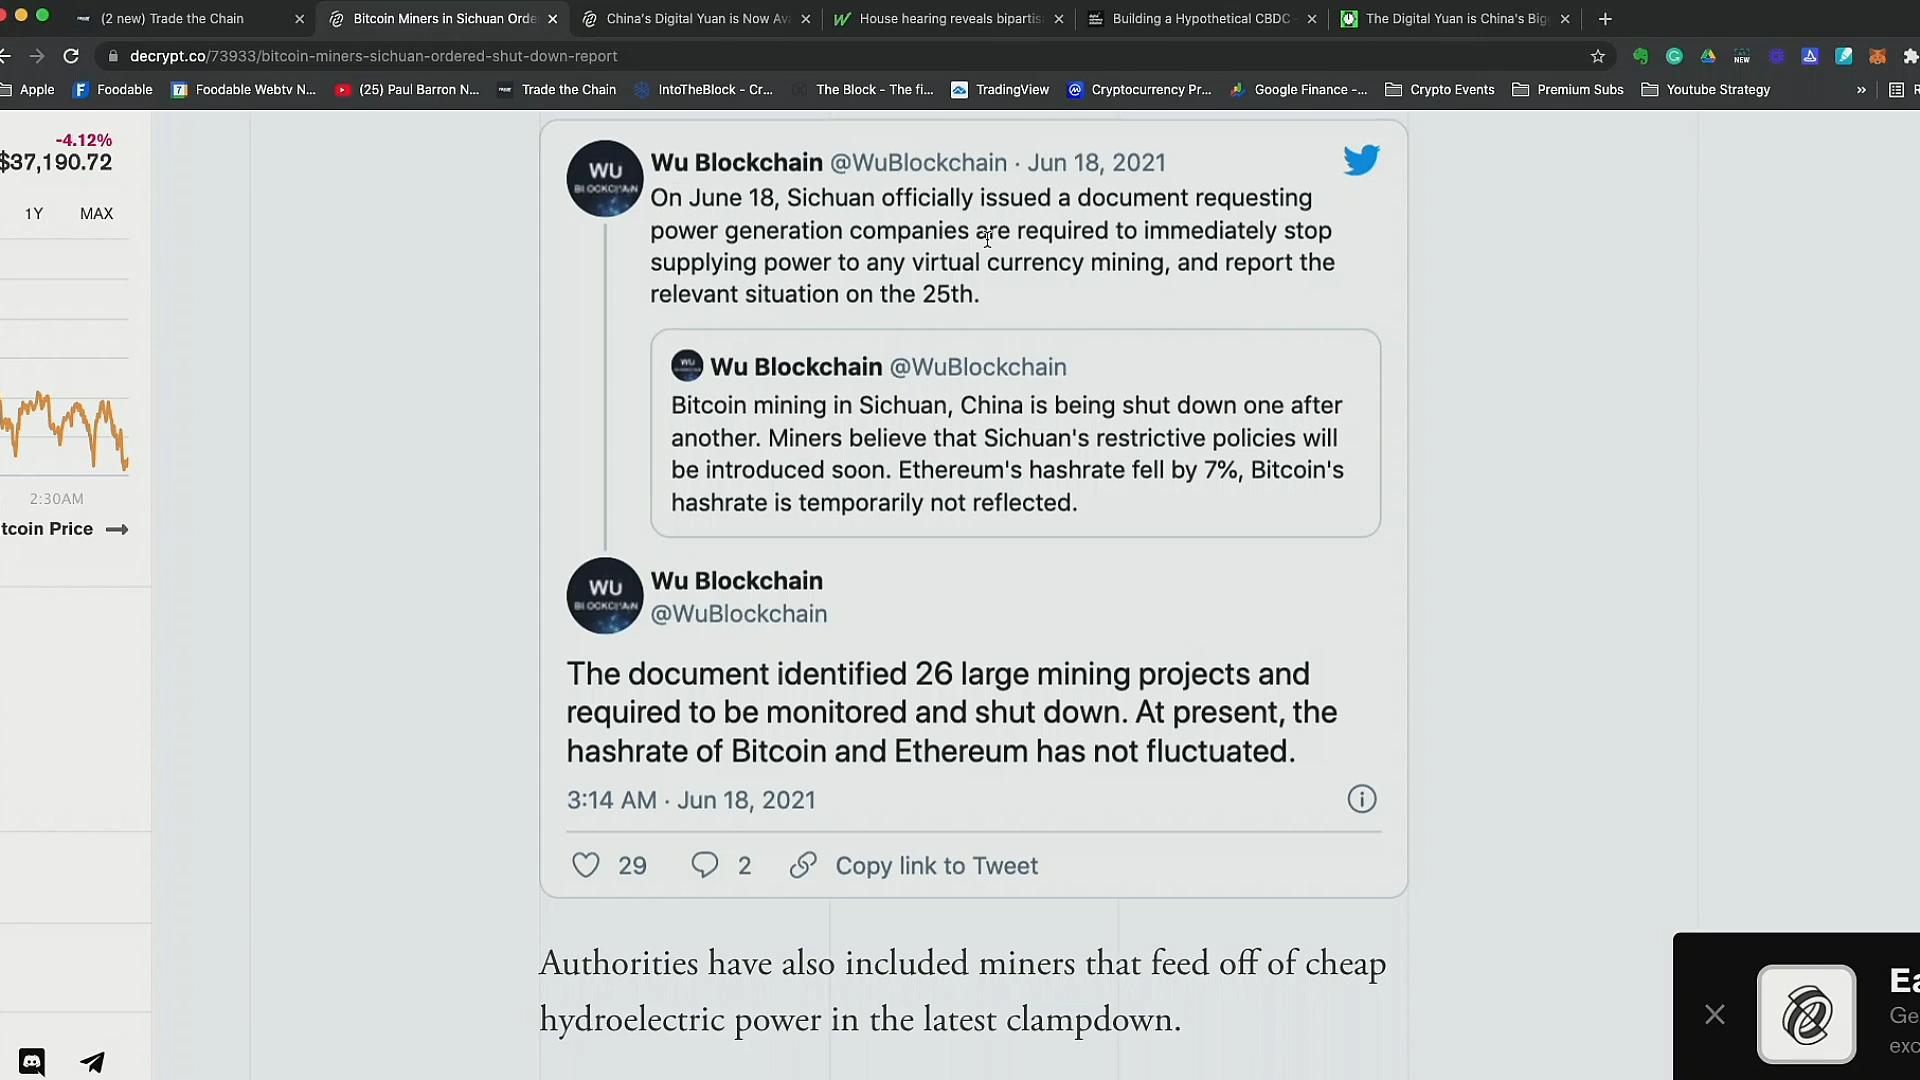 (2 new) Trade the Chain
Bitcoin Miners in Sichuan Orde
China's Digital Yuan is Now Av
House hearing reveals bipartis
Building a Hypothetical CBDC
The Digital Yuan is China's Big
decrypt.co/73933/bitcoin-miners-sichuan-ordered-shut-down-report
NEW
Apple
Foodable
Foodable Webtv N...
(25) Paul Barron N...
Trade the Chain
IntoTheBlock - Cr...
The Block - The fi...
TradingView
Cryptocurrency Pr...
Google Finance -...
Crypto Events
Premium Subs
Youtube Strategy
»
-4.12%
$37,190.72
1Y MAX
2:30AM
tcoin Price
WU
BLOCKCHAIN
Wu Blockchain @WuBlockchain · Jun 18, 2021
On June 18, Sichuan officially issued a document requesting
power generation companies are required to immediately stop
supplying power to any virtual currency mining, and report the
relevant situation on the 25th.
Wu Blockchain @WuBlockchain
Bitcoin mining in Sichuan, China is being shut down one after
another. Miners believe that Sichuan's restrictive policies will
be introduced soon. Ethereum's hashrate fell by 7%, Bitcoin's
hashrate is temporarily not reflected.
WU
BLOCKCHAIN
Wu Blockchain
@WuBlockchain
The document identified 26 large mining projects and
required to be monitored and shut down. At present, the
hashrate of Bitcoin and Ethereum has not fluctuated.
3:14 AM · Jun 18, 2021
29 2 Copy link to Tweet
Authorities have also included miners that feed off of cheap
hydroelectric power in the latest clampdown.
Ea
Ge
exc